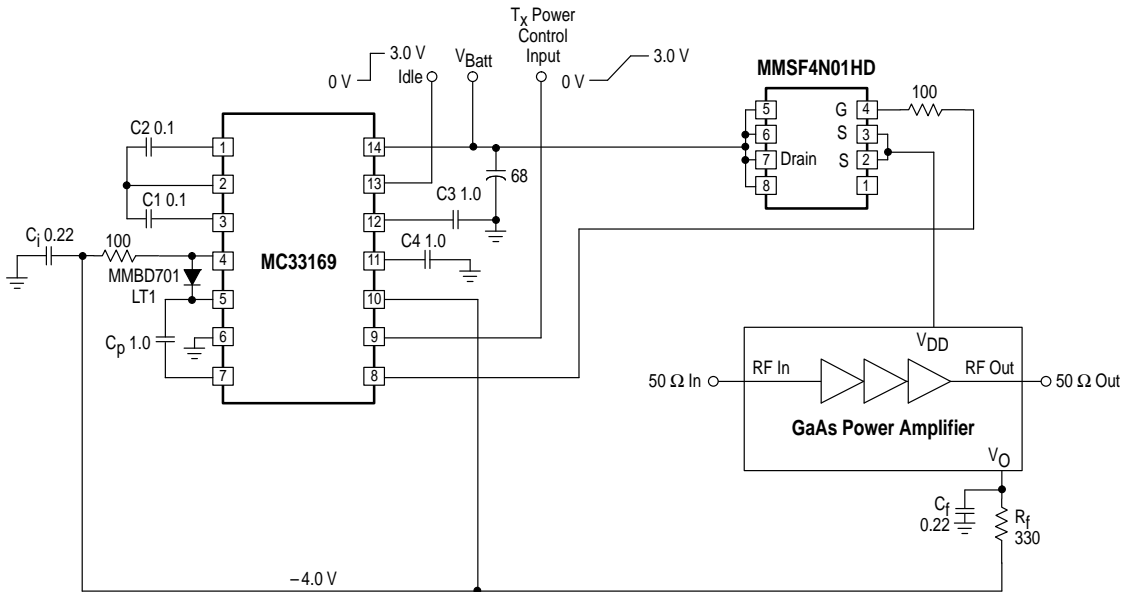 Tx Power
Control
Input
VBatt
3.0 V
0 V
Idle
0 V
3.0 V
MMSF4N01HD
100
C2 0.1
1
14
5
G
4
6
S
3
2
13
68
7
Drain
S
2
C1 0.1
C3 1.0
8
1
3
12
Ci 0.22
100
C4 1.0
4
MC33169
11
MMBD701
LT1
5
10
VDD
Cp 1.0
6
9
7
8
50 Ω In
RF In
RF Out
50 Ω Out
GaAs Power Amplifier
VO
Cf
0.22
Rf
330
−4.0 V